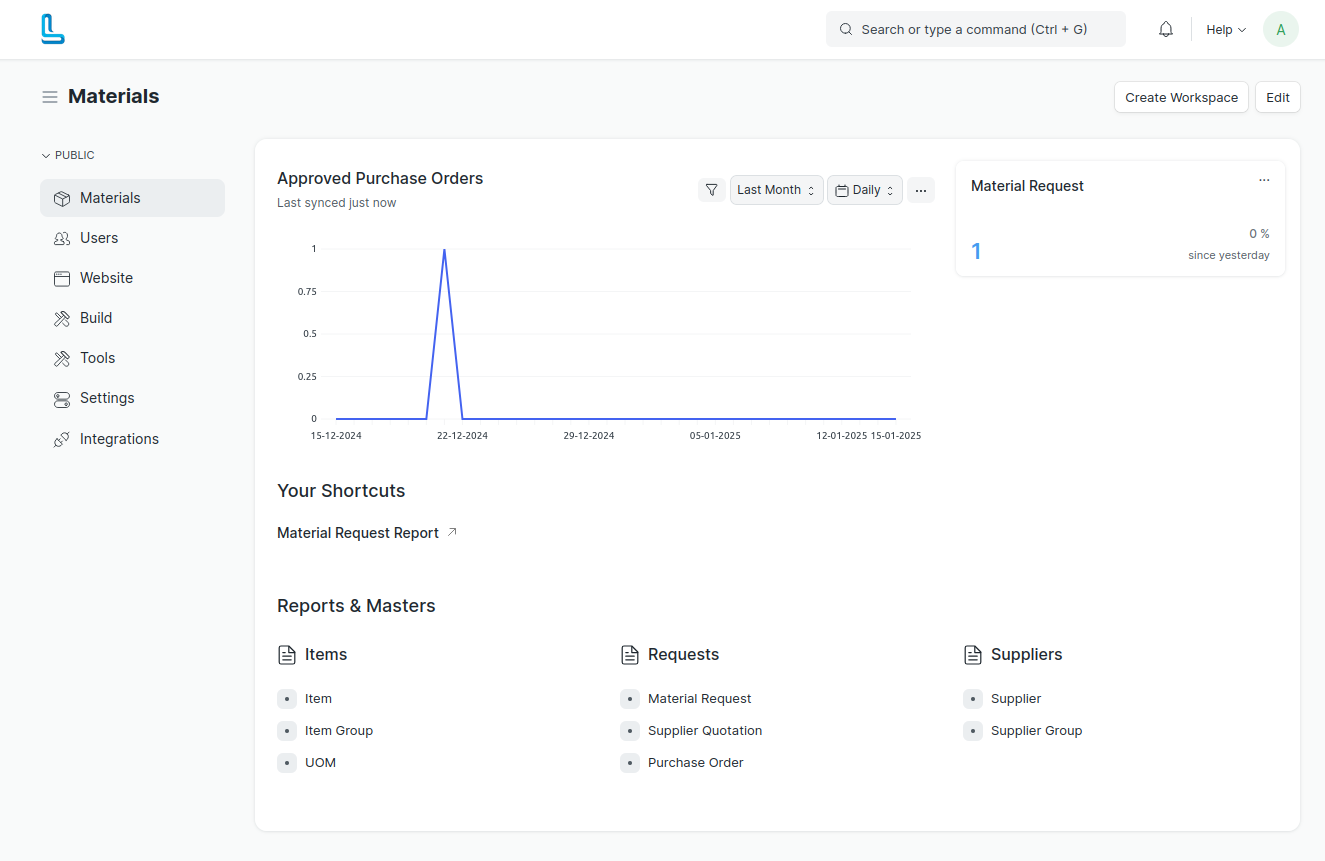 Search or type a command (Ctrl + G)
Help
A
Materials
Create Workspace
Edit
PUBLIC
Materials
Users
Website
Build
Tools
Settings
Integrations
Approved Purchase Orders
Last synced just now
Last Month
Daily
...
1
0.75
0.5
0.25
0
15-12-2024 22-12-2024 29-12-2024 05-01-2025 12-01-2025 15-01-2025
Material Request
...
1
0 %
since yesterday
Your Shortcuts
Material Request Report
Reports & Masters
Items
Item
Item Group
UOM
Requests
Material Request
Supplier Quotation
Purchase Order
Suppliers
Supplier
Supplier Group